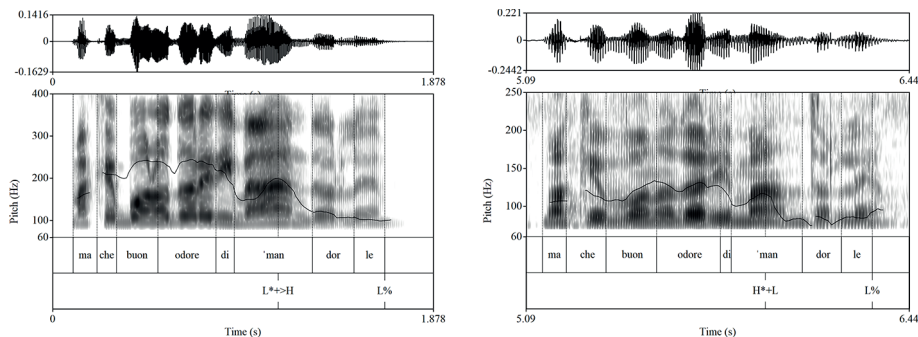 0.1416
0
-0.1629
0
1.878
Time (s)
400
300
200
100
60
Pitch (Hz)
ma che buon odore di ˈman dor le
L*+>H L%
0
1.878
Time (s)
0.221
0
-0.2442
5.09
6.44
Time (s)
250
200
150
100
60
Pitch (Hz)
ma che buon odore di ˈman dor le
H*+L L%
5.09
6.44
Time (s)